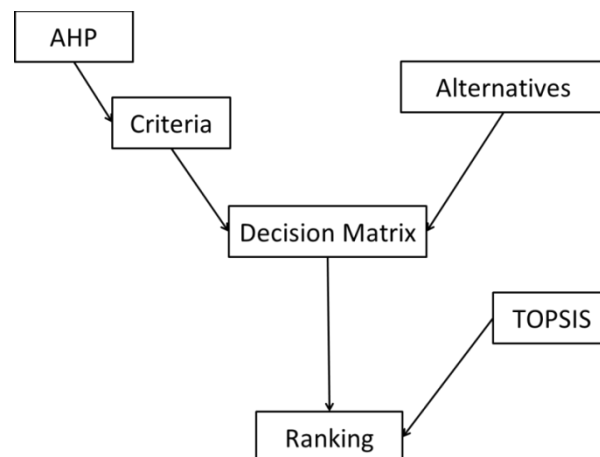 AHP
Alternatives
Criteria
Decision Matrix
TOPSIS
Ranking